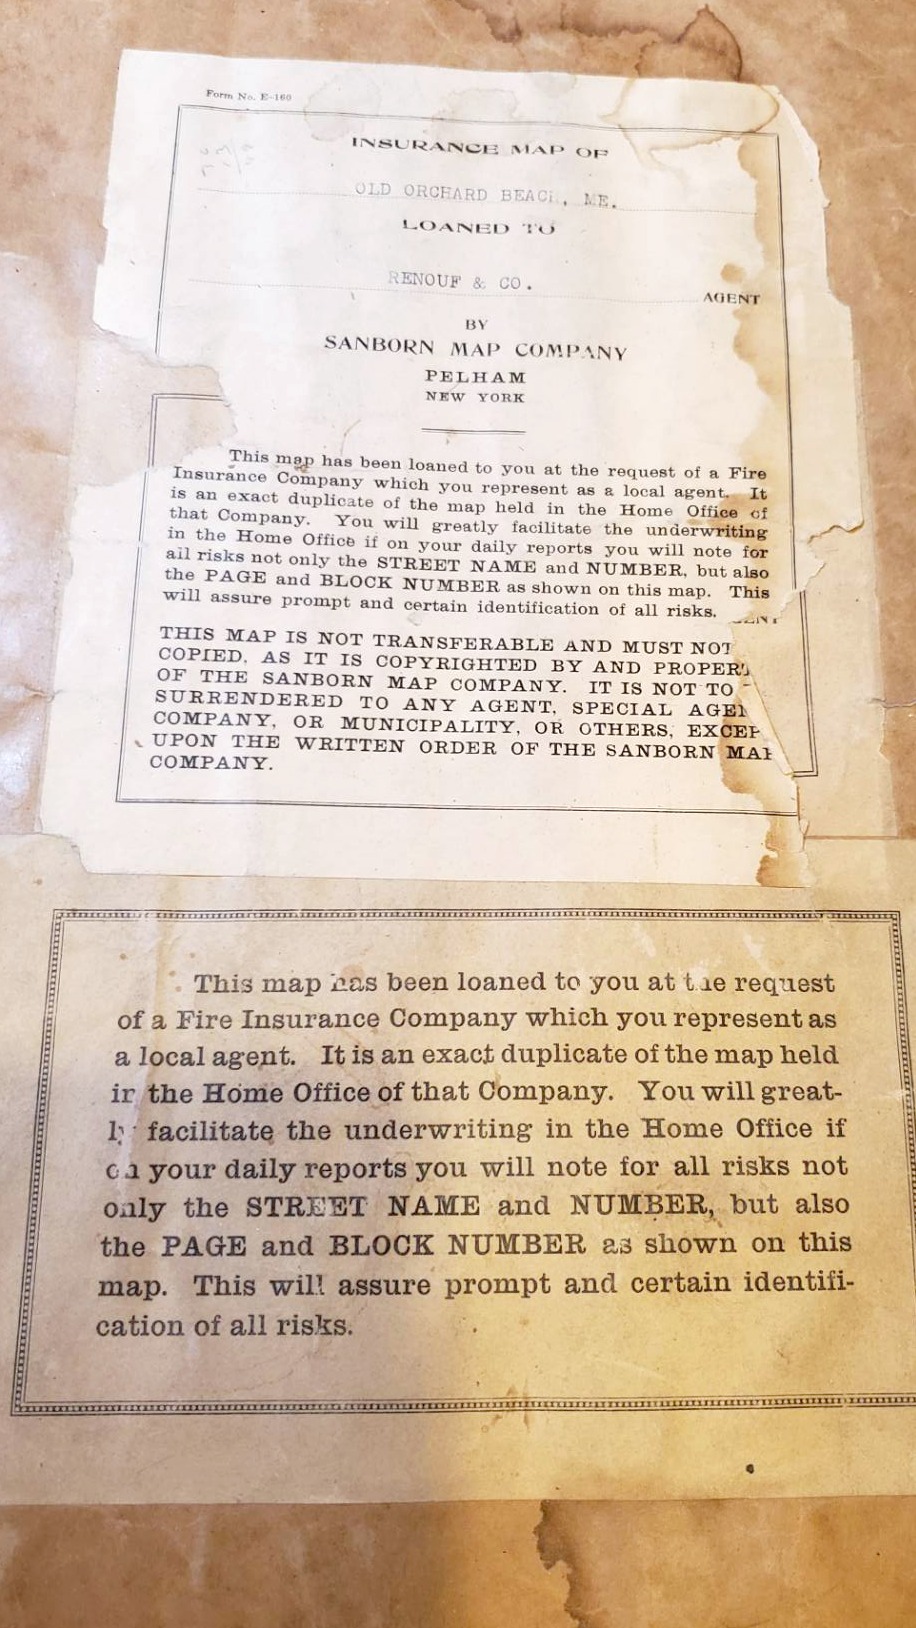 Form No. E-160
INSURANCE MAP OF
OLD ORCHARD BEACH, ME.
LOANED TO
RENOUF & CO.
AGENT
BY
SANBORN MAP COMPANY
PELHAM
NEW YORK
This map has been loaned to you at the request of a Fire
Insurance Company which you represent as a local agent. It
is an exact duplicate of the map held in the Home Office of
that Company. You will greatly facilitate the underwriting
in the Home Office if on your daily reports you will note for
all risks not only the STREET NAME and NUMBER, but also
the PAGE and BLOCK NUMBER as shown on this map. This
will assure prompt and certain identification of all risks.
THIS MAP IS NOT TRANSFERABLE AND MUST NOT
COPIED, AS IT IS COPYRIGHTED BY AND PROPER
OF THE SANBORN MAP COMPANY. IT IS NOT TO
SURRENDERED TO ANY AGENT, SPECIAL AGE
COMPANY, OR MUNICIPALITY, OR OTHERS, EXCEP
UPON THE WRITTEN ORDER OF THE SANBORN MAP
COMPANY.
This map has been loaned to you at the request
of a Fire Insurance Company which you represent as
a local agent. It is an exact duplicate of the map held
in the Home Office of that Company. You will great-
ly facilitate the underwriting in the Home Office if
on your daily reports you will note for all risks not
only the STREET NAME and NUMBER, but also
the PAGE and BLOCK NUMBER as shown on this
map. This will assure prompt and certain identifi-
cation of all risks.